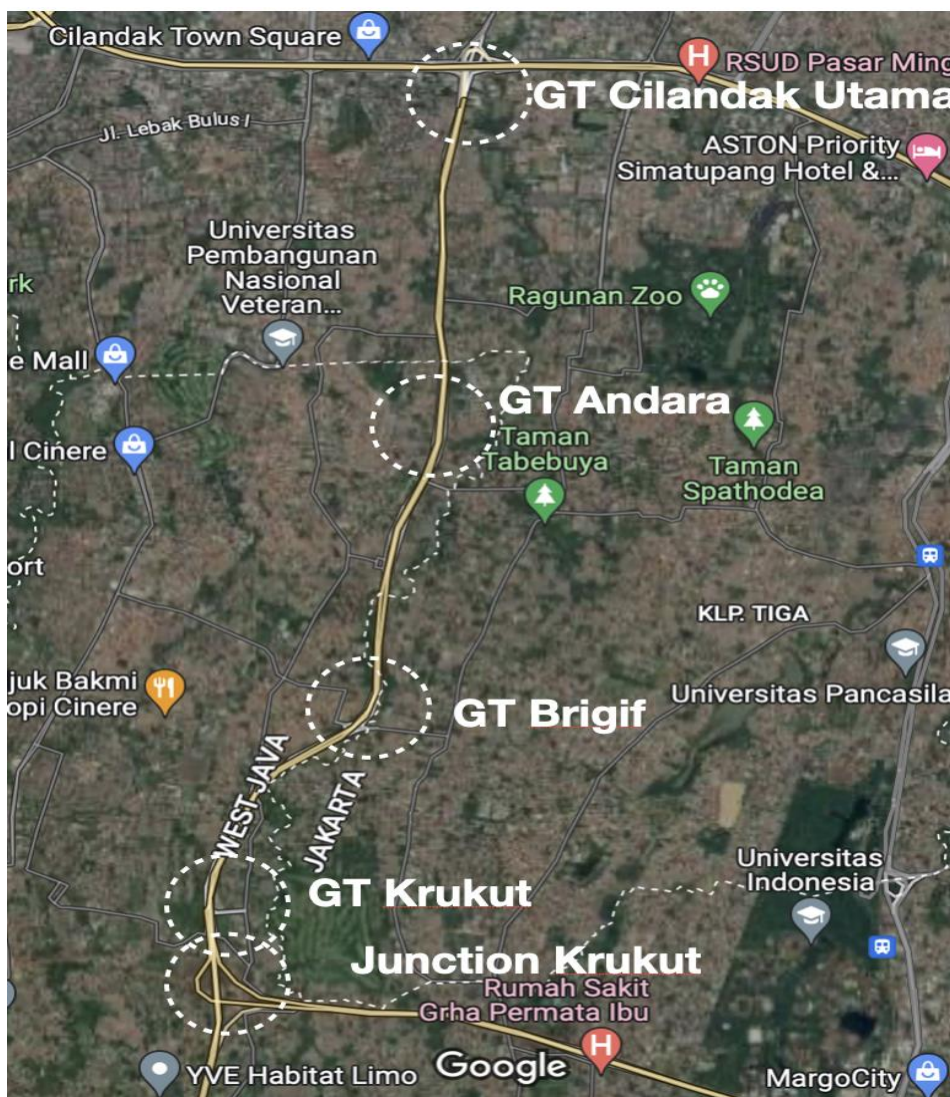 Cilandak Town Square
RSUD Pasar Ming
GT Cilandak Utama
Jl. Lebak Bulus I
ASTON Priority
Simatupang Hotel &...
Universitas
Pembangunan
Nasional
Veteran...
rk
Ragunan Zoo
e Mall
GT Andara
l Cinere
Taman
Tabebuya
Taman
Spathodea
ort
KLP. TIGA
juk Bakmi
opi Cinere
Universitas Pancasila
GT Brigif
WEST JAVA
JAKARTA
Universitas
Indonesia
GT Krukut
Junction Krukut
Rumah Sakit
Grha Permata Ibu
Google
YVE Habitat Limo
MargoCity